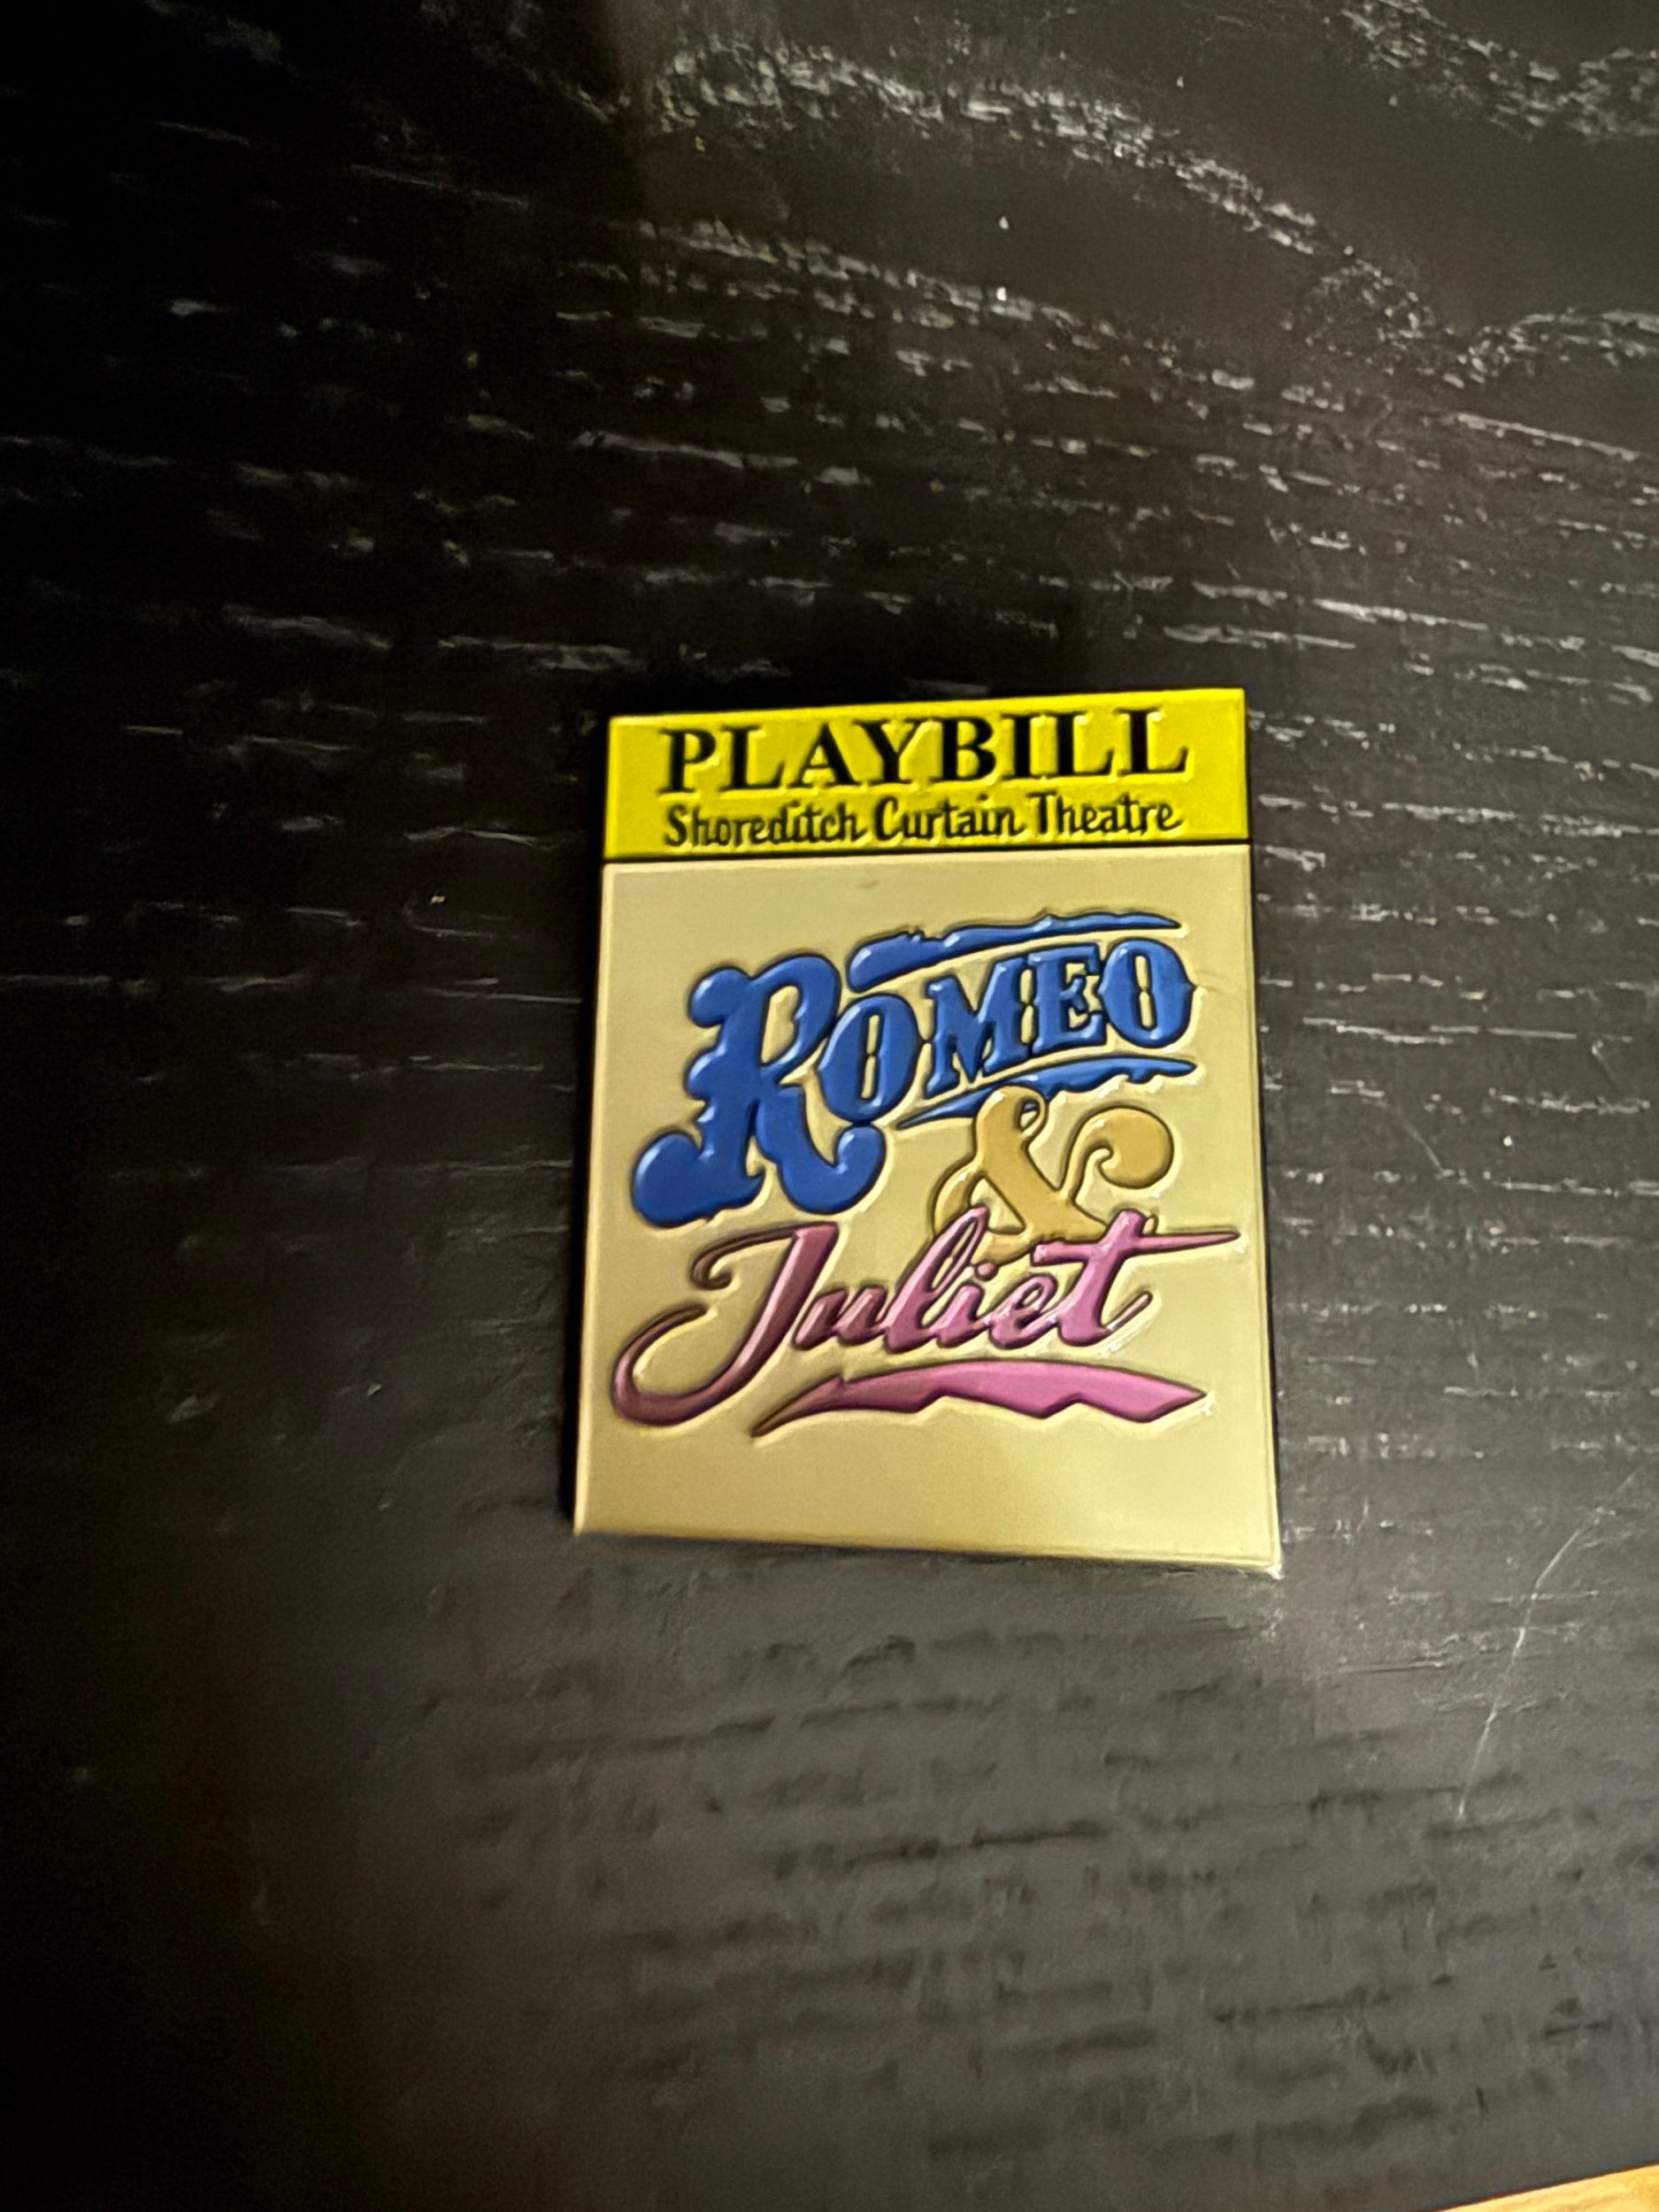 PLAYBILL
Shoreditch Curtain Theatre
ROMEO
&
Juliet